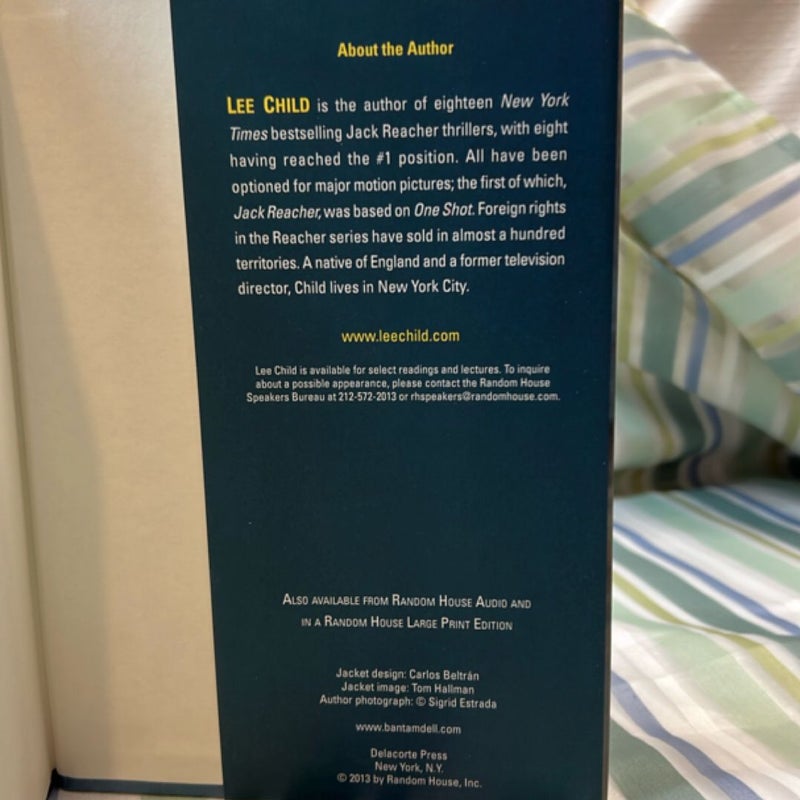 About the Author
LEE CHILD is the author of eighteen New York
Times bestselling Jack Reacher thrillers, with eight
having reached the #1 position. All have been
optioned for major motion pictures; the first of which,
Jack Reacher, was based on One Shot. Foreign rights
in the Reacher series have sold in almost a hundred
territories. A native of England and a former television
director, Child lives in New York City.
www.leechild.com
Lee Child is available for select readings and lectures. To inquire
about a possible appearance, please contact the Random House
Speakers Bureau at 212-572-2013 or rhspeakers@randomhouse.com.
ALSO AVAILABLE FROM RANDOM HOUSE AUDIO AND
IN A RANDOM HOUSE LARGE PRINT EDITION
Jacket design: Carlos Beltrán
Jacket image: Tom Hallman
Author photograph: © Sigrid Estrada
www.bantamdell.com
Delacorte Press
New York, N.Y.
© 2013 by Random House, Inc.